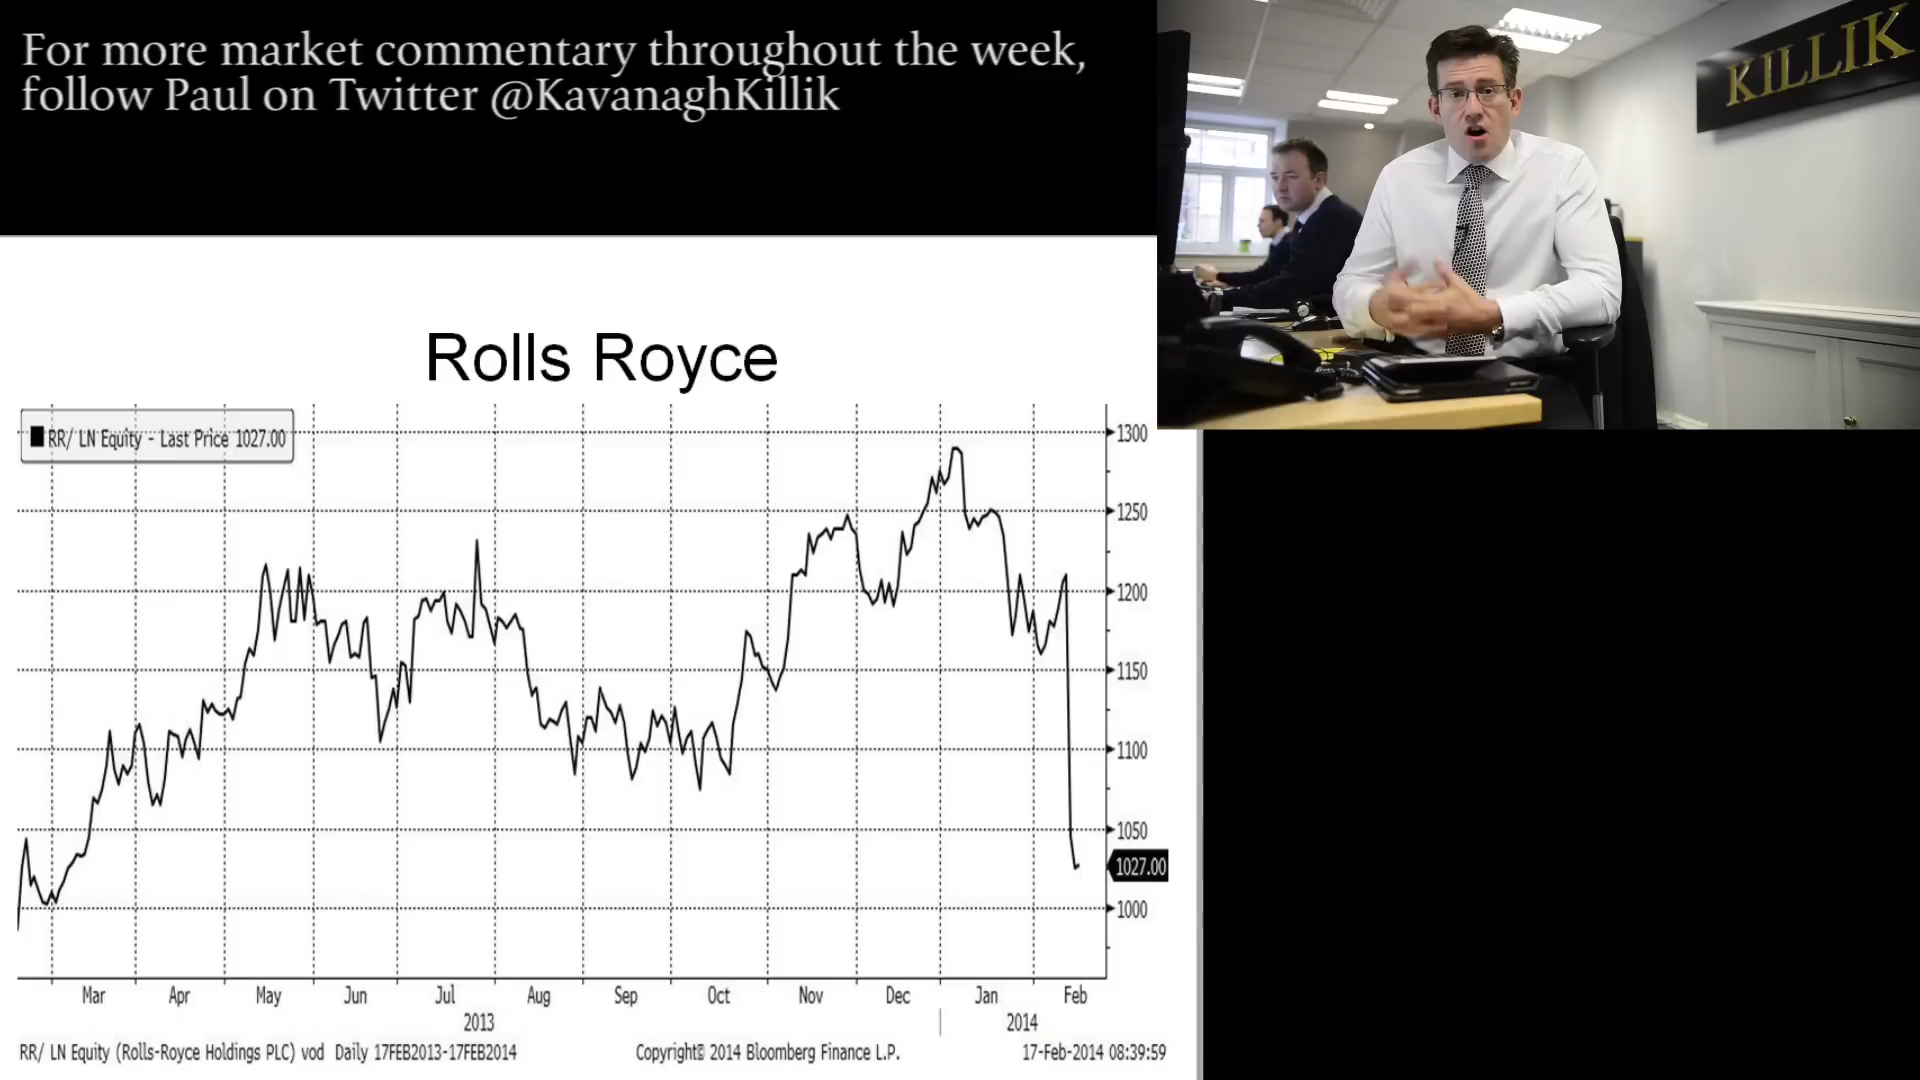 For more market commentary throughout the week,
follow Paul on Twitter @KavanaghKillik
KILLIK
Rolls Royce
RR/ LN Equity - Last Price 1027.00
1300
1250
1200
1150
1100
1050
1027.00
1000
Mar Apr May Jun Jul Aug Sep Oct Nov Dec Jan Feb
2013 2014
RR/ LN Equity (Rolls-Royce Holdings PLC) vod Daily 17FEB2013-17FEB2014 Copyright© 2014 Bloomberg Finance L.P. 17-Feb-2014 08:39:59